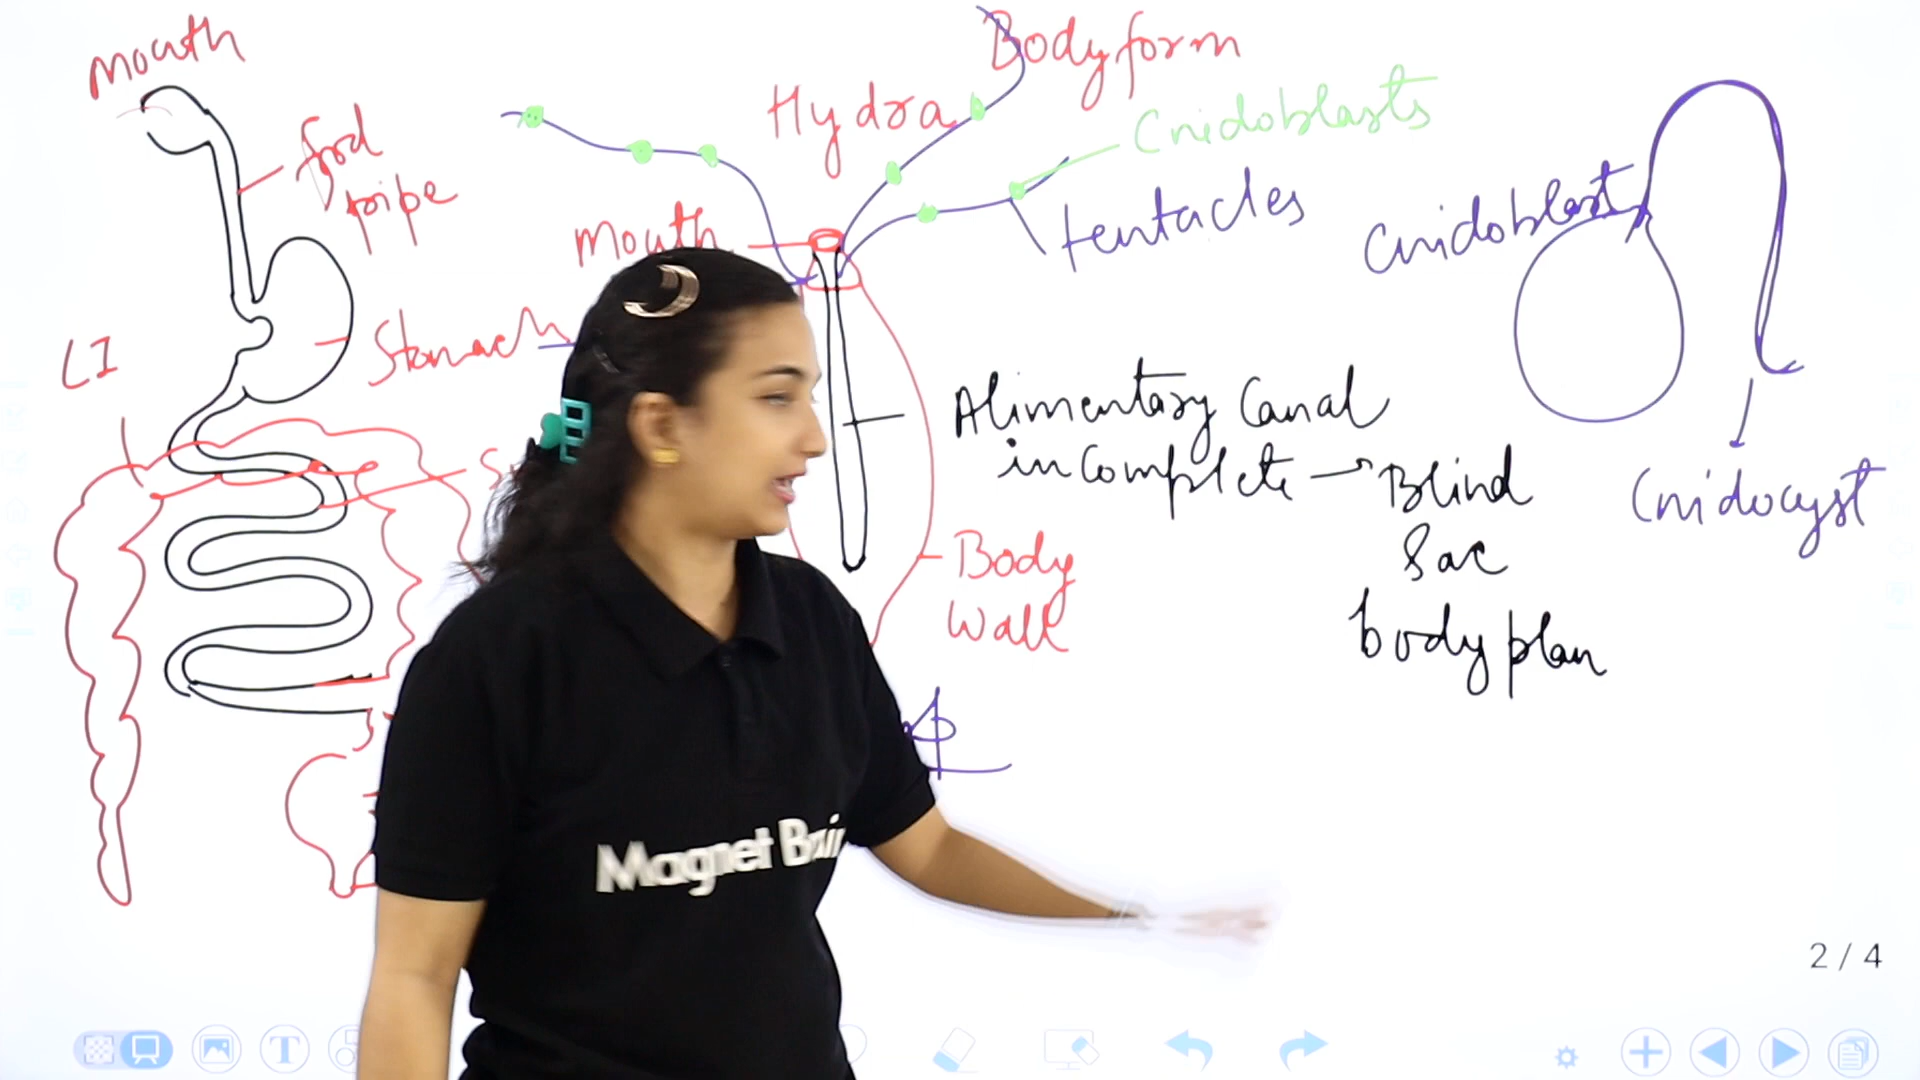 mouth
food
pipe
Stomach
LI
Body form
Hydra
Cnidoblasts
tentacles
Mouth
Cnidoblast
Alimentary Canal
incomplete → Blind
Sac
body plan
Cnidocyst
Body
Wall
Magnet Brain
2 / 4